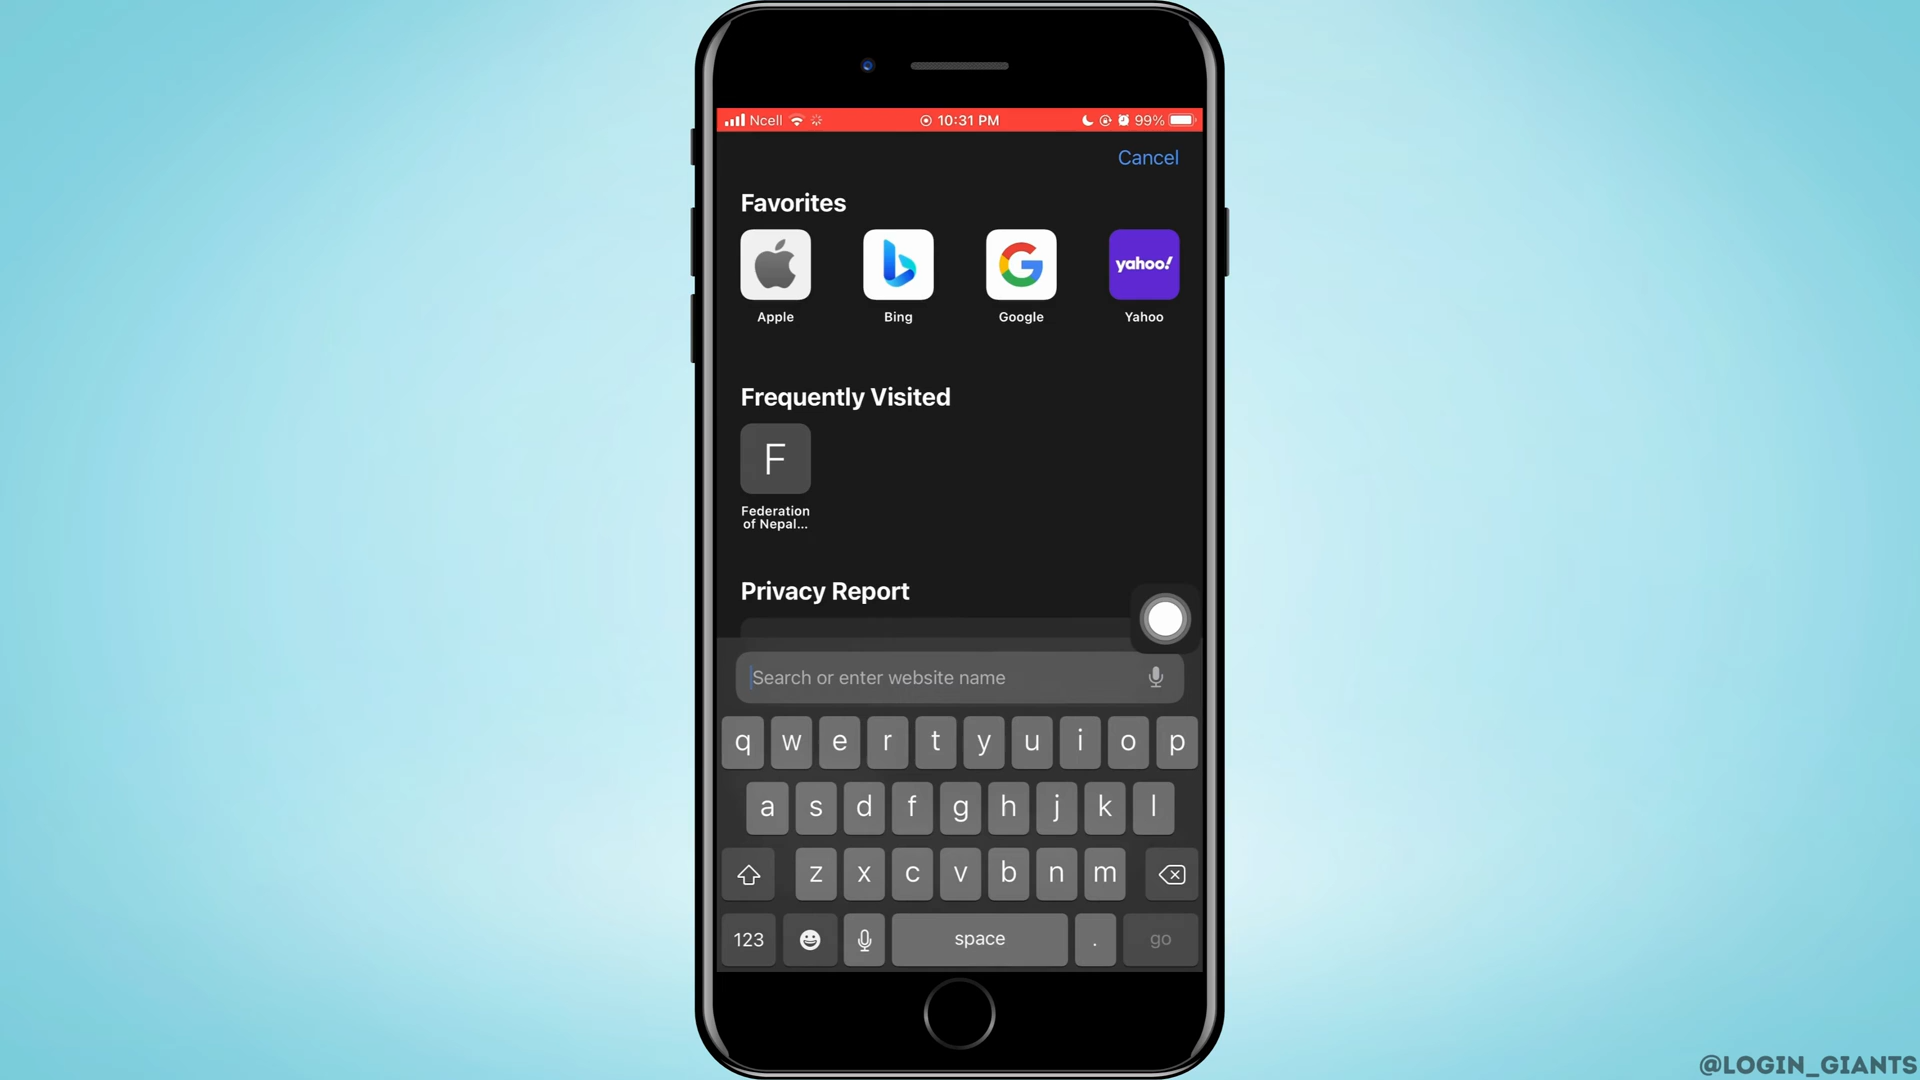 Ncell 10:31 PM 99%
Cancel
Favorites
yahoo!
Apple Bing Google Yahoo
Frequently Visited
F
Federation
of Nepal...
Privacy Report
Search or enter website name
q w e r t y u i o p
a s d f g h j k l
z x c v b n m
123 space . go
@LOGIN_GIANTS